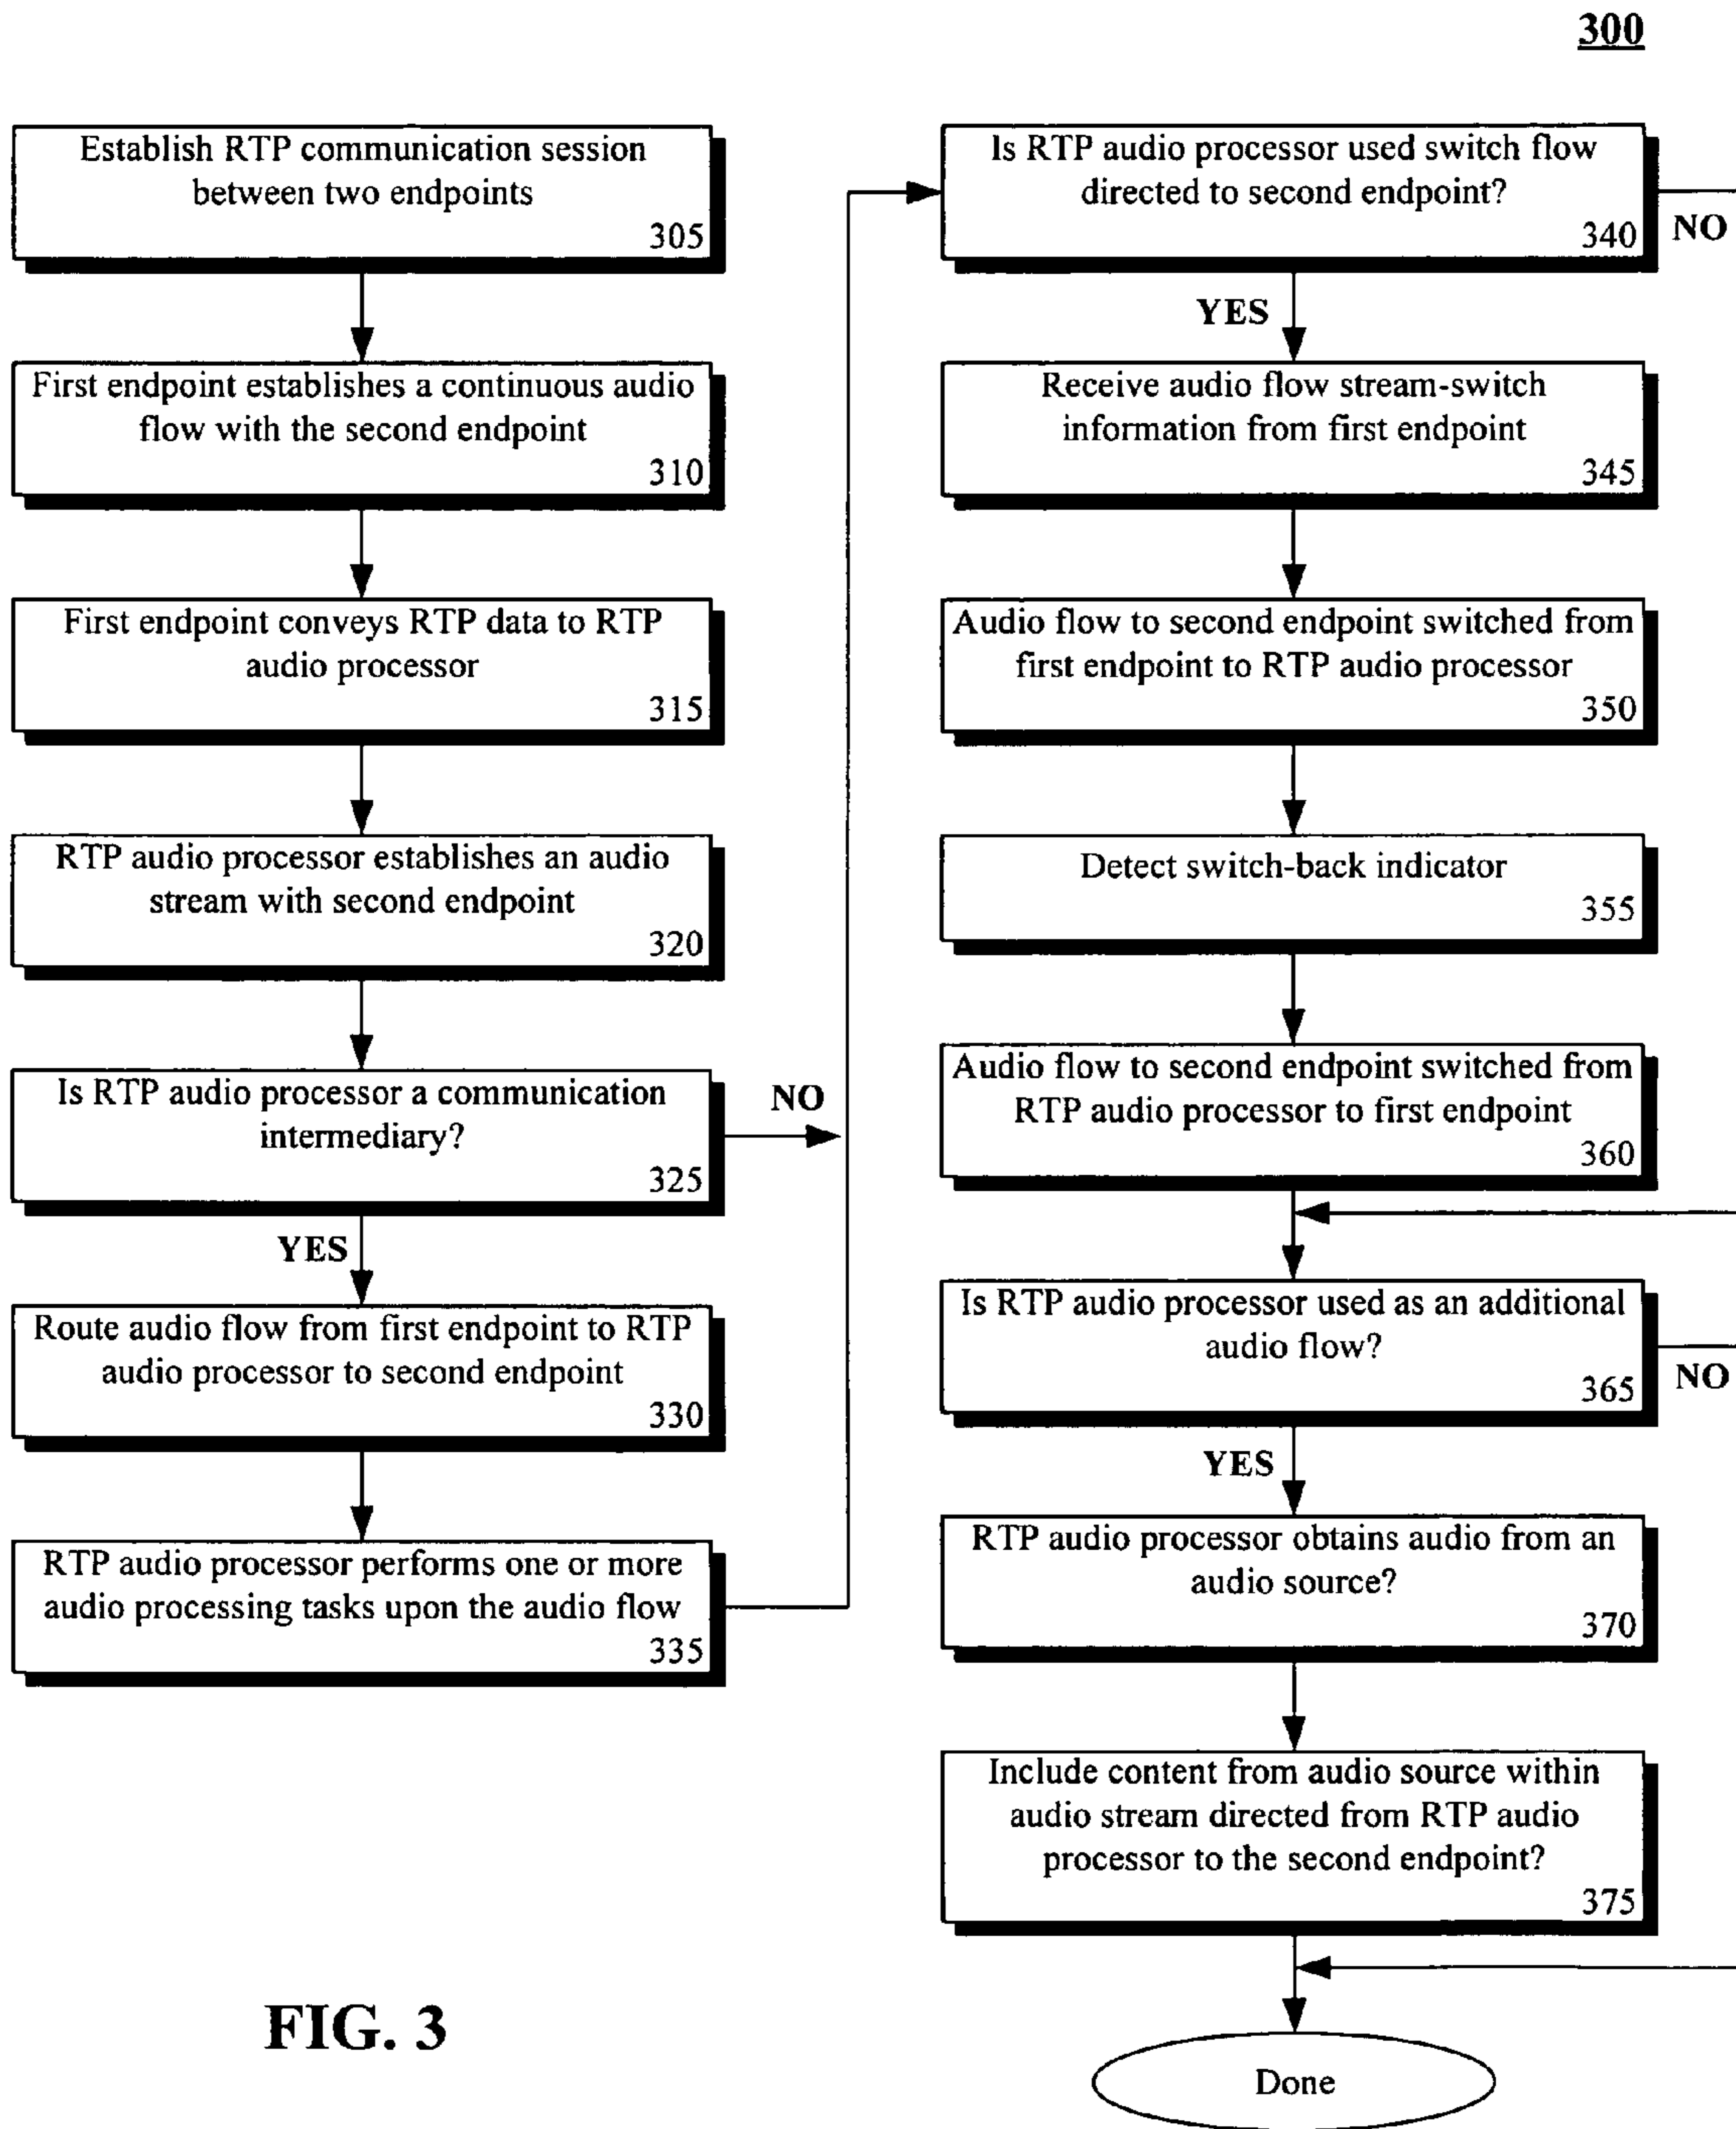 300
Establish RTP communication session
between two endpoints
305
First endpoint establishes a continuous audio
flow with the second endpoint
310
First endpoint conveys RTP data to RTP
audio processor
315
RTP audio processor establishes an audio
stream with second endpoint
320
Is RTP audio processor a communication
intermediary?
325
NO
YES
Route audio flow from first endpoint to RTP
audio processor to second endpoint
330
RTP audio processor performs one or more
audio processing tasks upon the audio flow
335
Is RTP audio processor used switch flow
directed to second endpoint?
340
NO
YES
Receive audio flow stream-switch
information from first endpoint
345
Audio flow to second endpoint switched from
first endpoint to RTP audio processor
350
Detect switch-back indicator
355
Audio flow to second endpoint switched from
RTP audio processor to first endpoint
360
Is RTP audio processor used as an additional
audio flow?
365
NO
YES
RTP audio processor obtains audio from an
audio source?
370
Include content from audio source within
audio stream directed from RTP audio
processor to the second endpoint?
375
Done
FIG. 3